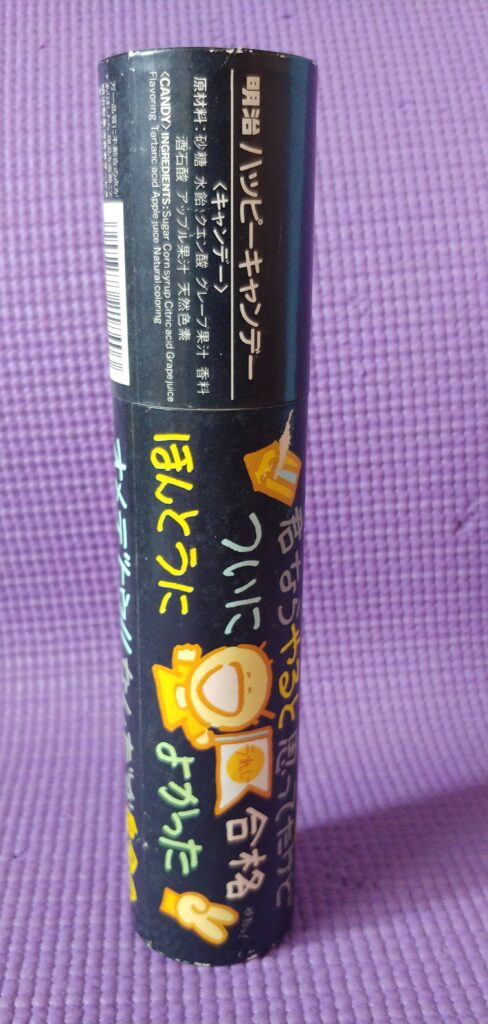 明治 ハッピーキャンデー
〈キャンデー〉
原材料：砂糖 水飴 クエン酸 グレープ果汁 香料
酒石酸 アップル果汁 天然色素
〈CANDY〉INGREDIENTS: Sugar Corn syrup Citric acid Grape juice
Flavoring Tartaric acid Apple juice Natural coloring
君ならやると思ってたけど
ついに 合格
ほんとうに よかった